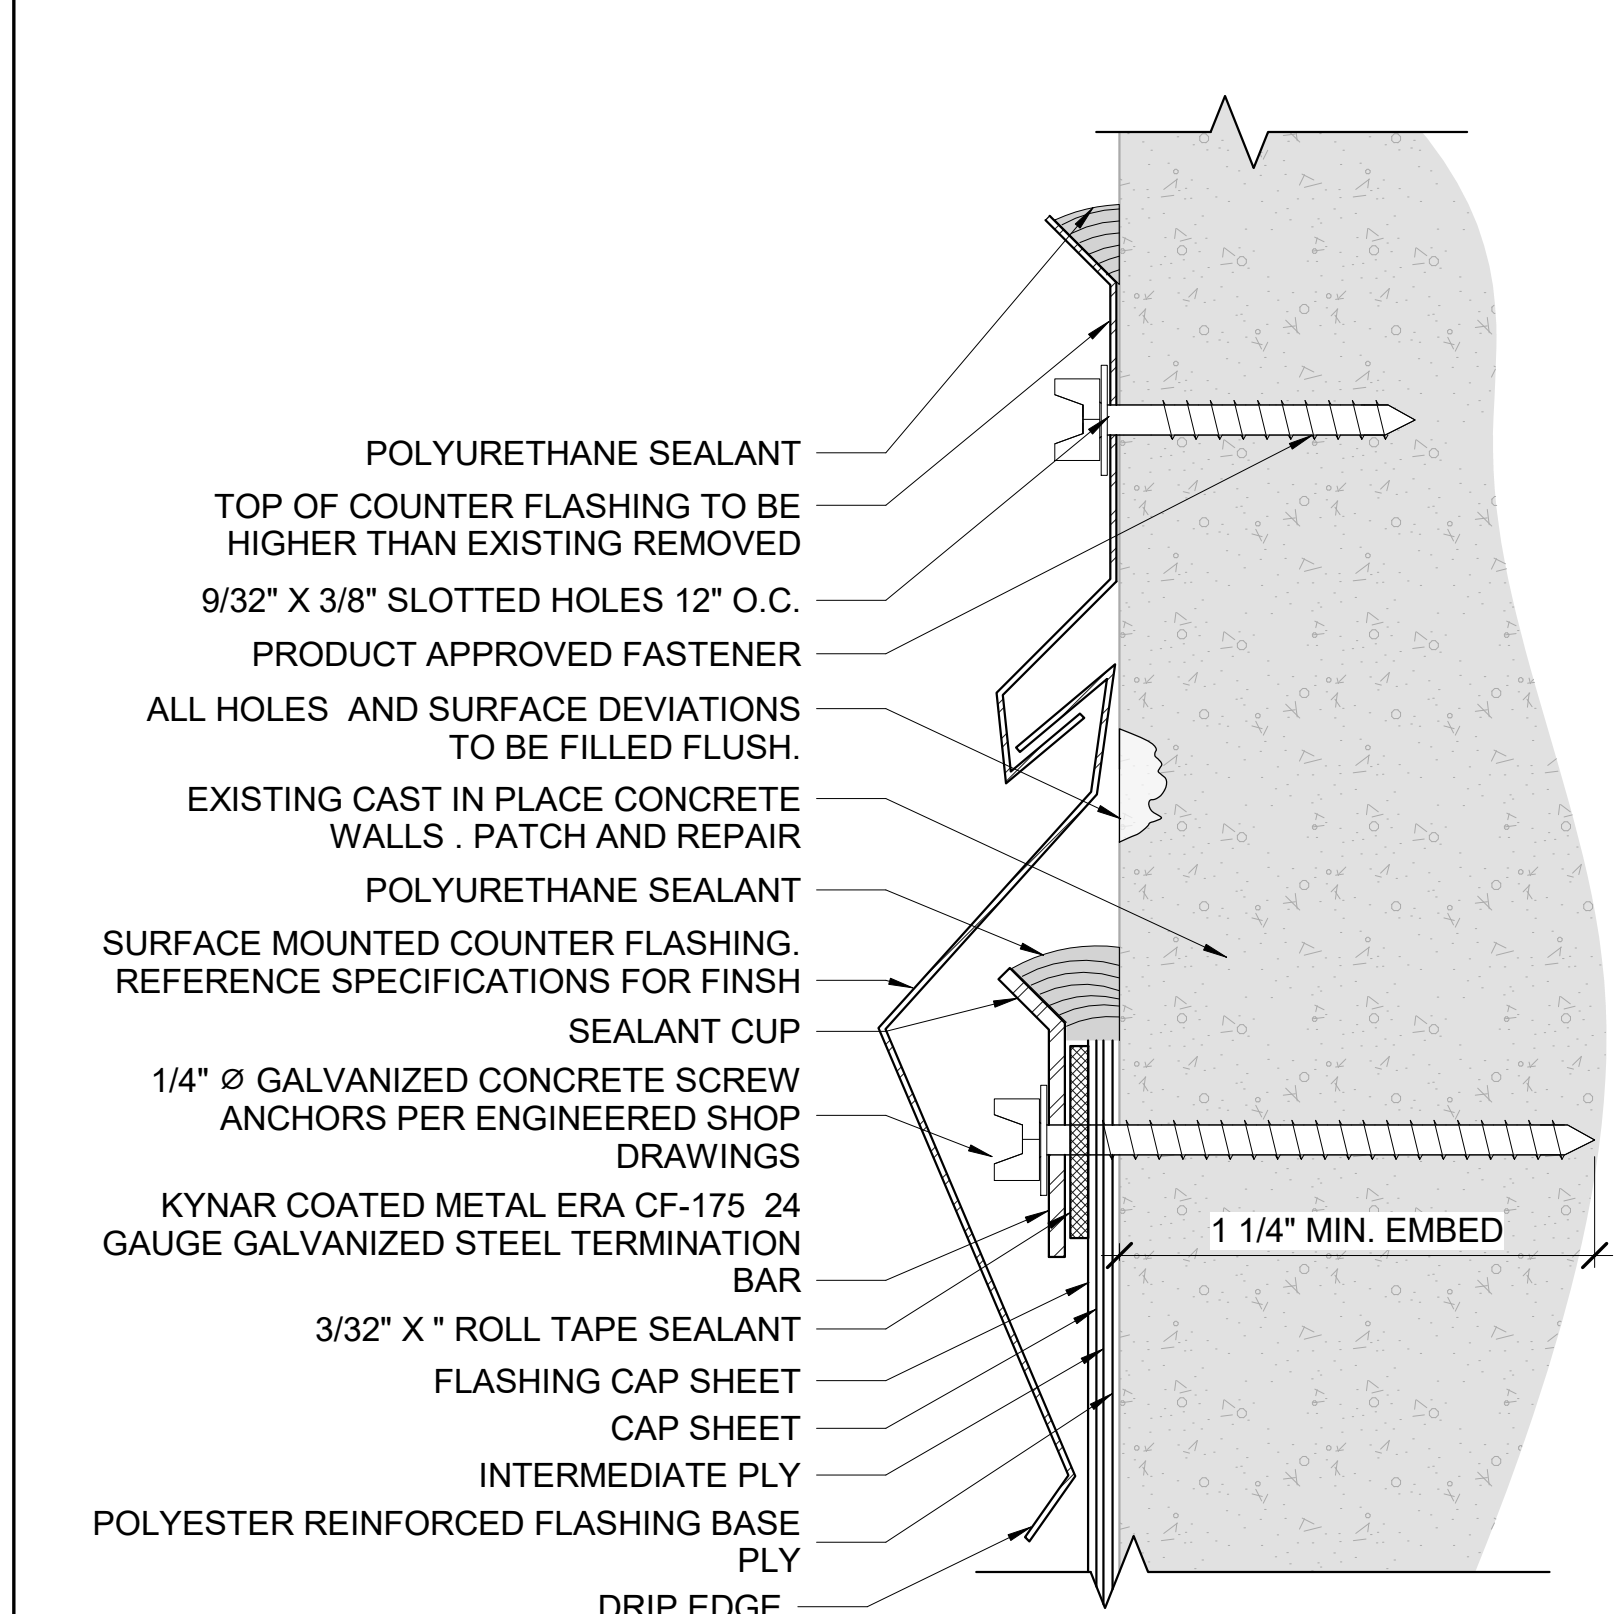 POLYURETHANE SEALANT
TOP OF COUNTER FLASHING TO BE
HIGHER THAN EXISTING REMOVED
9/32" X 3/8" SLOTTED HOLES 12" O.C.
PRODUCT APPROVED FASTENER
ALL HOLES  AND SURFACE DEVIATIONS
TO BE FILLED FLUSH.
EXISTING CAST IN PLACE CONCRETE
WALLS . PATCH AND REPAIR
POLYURETHANE SEALANT
SURFACE MOUNTED COUNTER FLASHING.
REFERENCE SPECIFICATIONS FOR FINSH
SEALANT CUP
1/4" Ø GALVANIZED CONCRETE SCREW
ANCHORS PER ENGINEERED SHOP
DRAWINGS
KYNAR COATED METAL ERA CF-175  24
GAUGE GALVANIZED STEEL TERMINATION
BAR
1 1/4" MIN. EMBED
3/32" X " ROLL TAPE SEALANT
FLASHING CAP SHEET
CAP SHEET
INTERMEDIATE PLY
POLYESTER REINFORCED FLASHING BASE
PLY
DRIP EDGE